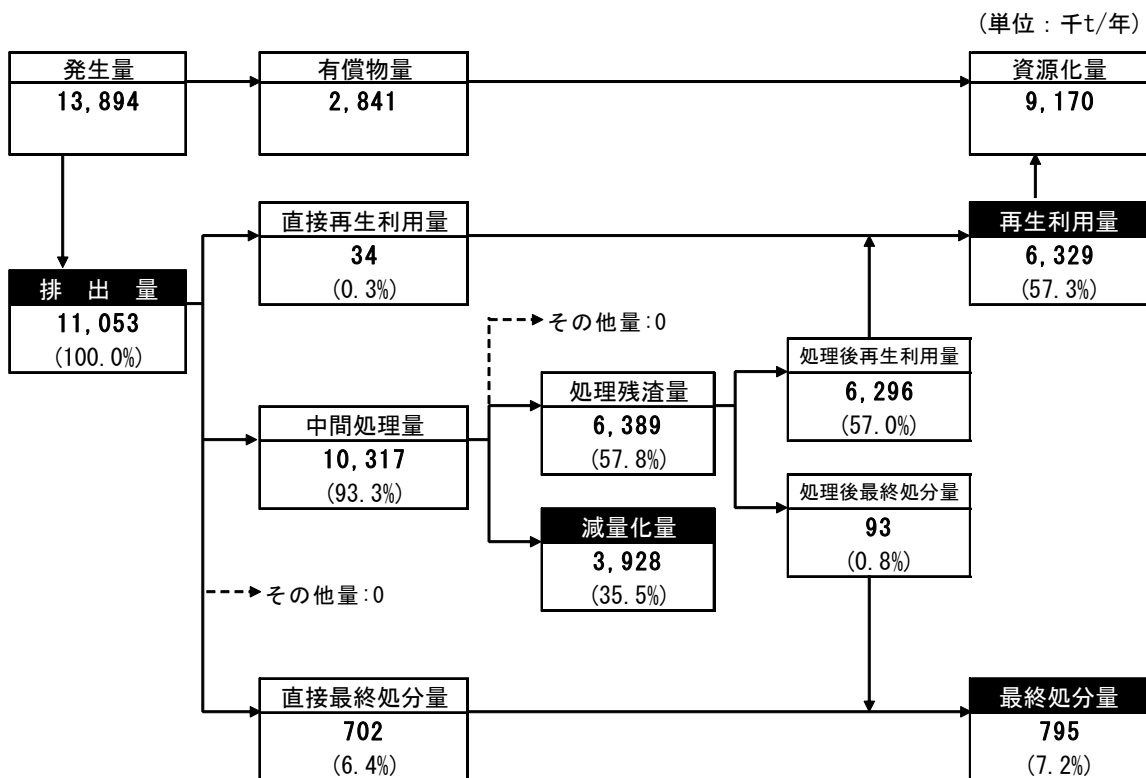 (単位：千t/年)
発生量
13,894
有償物量
2,841
資源化量
9,170
直接再生利用量
34
(0.3%)
再生利用量
6,329
(57.3%)
排 出 量
11,053
(100.0%)
その他量:0
処理後再生利用量
6,296
(57.0%)
処理残渣量
6,389
(57.8%)
中間処理量
10,317
(93.3%)
処理後最終処分量
93
(0.8%)
減量化量
3,928
(35.5%)
その他量:0
直接最終処分量
702
(6.4%)
最終処分量
795
(7.2%)